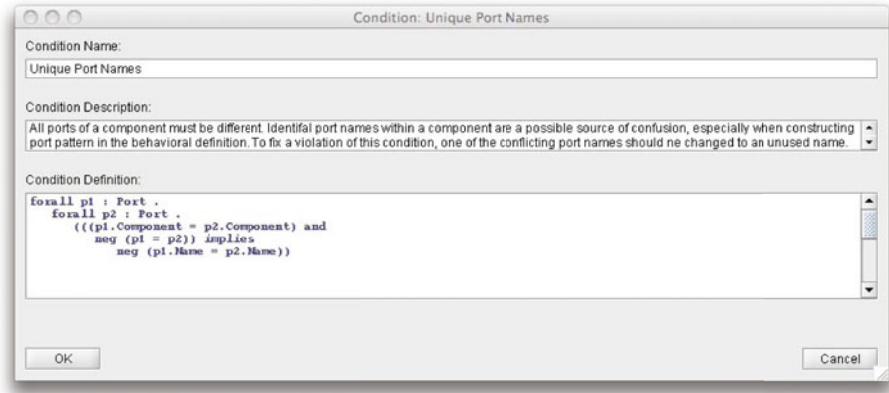 Condition: Unique Port Names
Condition Name:
Unique Port Names
Condition Description:
All ports of a component must be different. Identifal port names within a component are a possible source of confusion, especially when constructing
port pattern in the behavioral definition. To fix a violation of this condition, one of the conflicting port names should ne changed to an unused name.
Condition Definition:
forall p1 : Port .
forall p2 : Port .
(((p1.Component = p2.Component) and
neg (p1 = p2)) implies
neg (p1.Name = p2.Name))
OK
Cancel